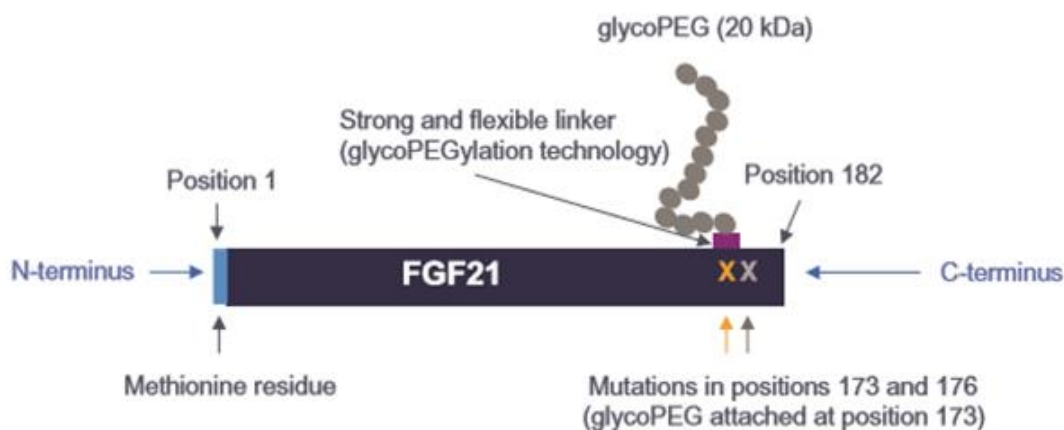 glycoPEG (20 kDa)
Strong and flexible linker
(glycoPEGylation technology)
Position 1
Position 182
N-terminus
FGF21
X X
C-terminus
Methionine residue
Mutations in positions 173 and 176
(glycoPEG attached at position 173)